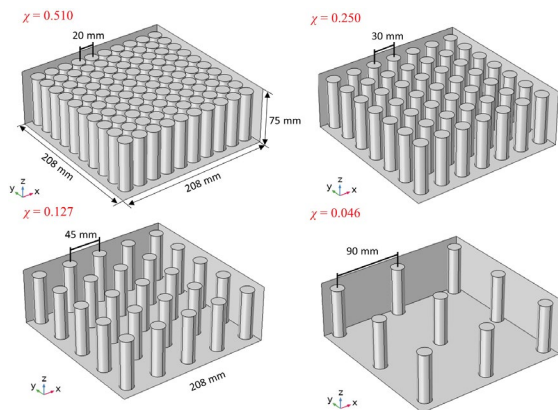 χ = 0.510
20 mm
75 mm
208 mm
208 mm
z
y
x
χ = 0.250
30 mm
z
y
x
χ = 0.127
45 mm
208 mm
z
y
x
χ = 0.046
90 mm
z
y
x